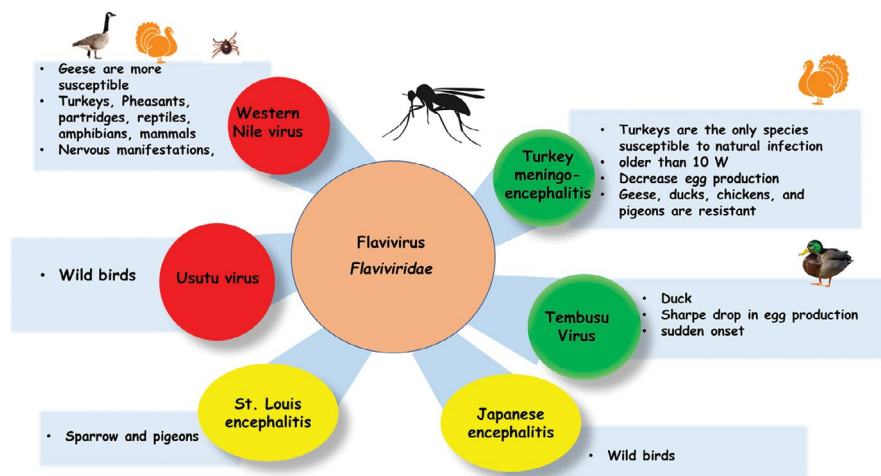 • Geese are more
susceptible
• Turkeys, Pheasants,
partridges, reptiles,
amphibians, mammals
• Nervous manifestations,
Western
Nile virus
• Wild birds
Usutu virus
• Sparrow and pigeons
St. Louis
encephalitis
Flavivirus
Flaviviridae
Turkey
meningo-
encephalitis
• Turkeys are the only species
susceptible to natural infection
• older than 10 W
• Decrease egg production
• Geese, ducks, chickens, and
pigeons are resistant
Tembusu
Virus
• Duck
• Sharpe drop in egg production
• sudden onset
Japanese
encephalitis
• Wild birds